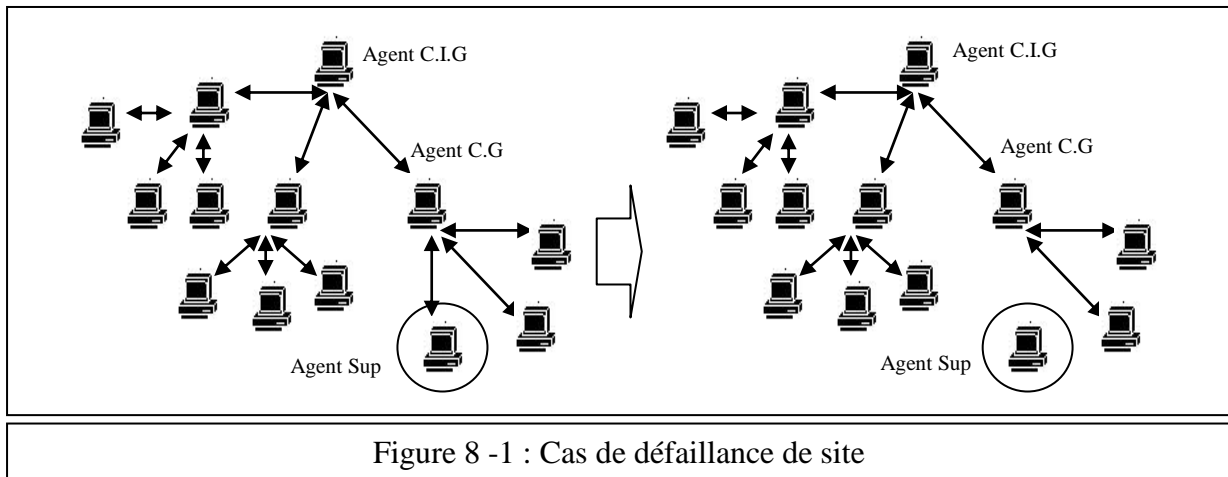 Agent C.I.G
Agent C.G
Agent Sup
Agent C.I.G
Agent C.G
Agent Sup
Figure 8 -1 : Cas de défaillance de site